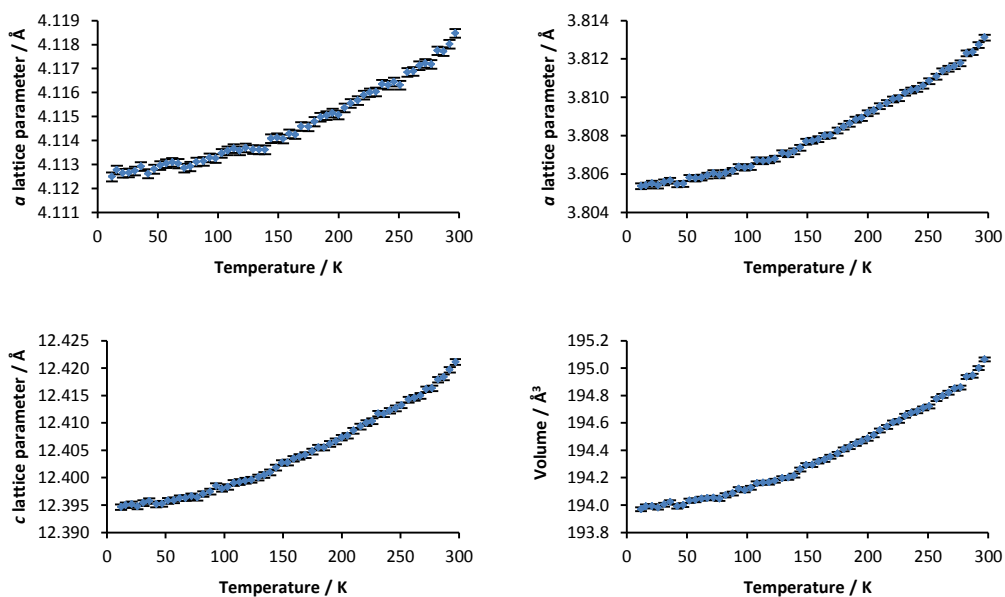 a lattice parameter / Å
4.119
4.118
4.117
4.116
4.115
4.114
4.113
4.112
4.111
0 50 100 150 200 250 300
Temperature / K
a lattice parameter / Å
3.814
3.812
3.810
3.808
3.806
3.804
0 50 100 150 200 250 300
Temperature / K
c lattice parameter / Å
12.425
12.420
12.415
12.410
12.405
12.400
12.395
12.390
0 50 100 150 200 250 300
Temperature / K
Volume / Å³
195.2
195.0
194.8
194.6
194.4
194.2
194.0
193.8
0 50 100 150 200 250 300
Temperature / K